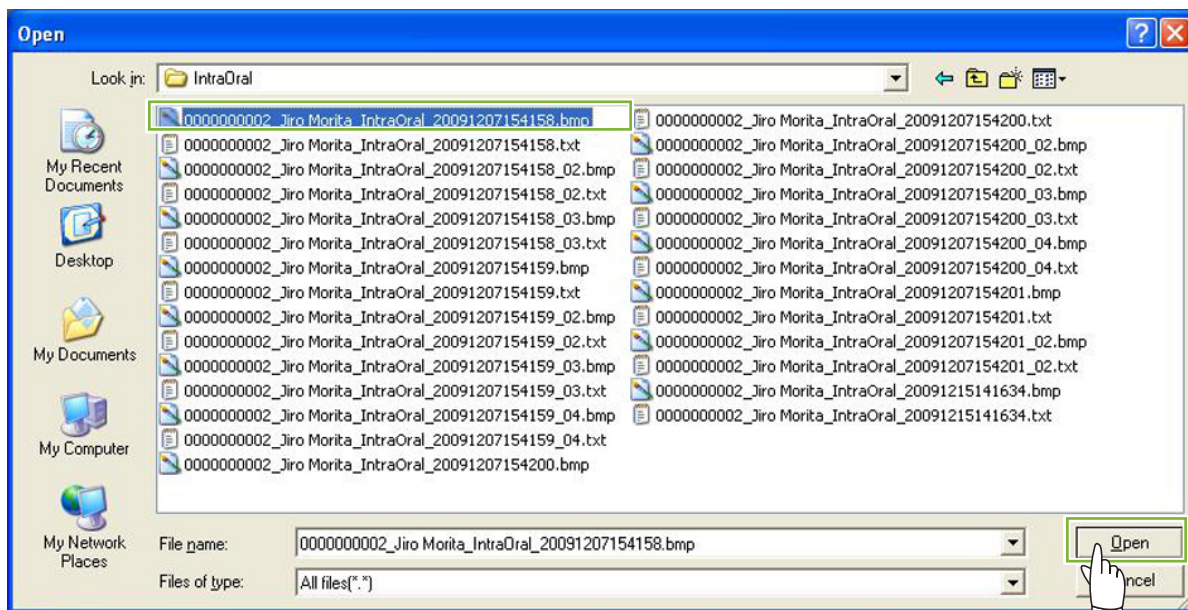 Open
Look in: IntraOral
My Recent
Documents
Desktop
My Documents
My Computer
My Network
Places
0000000002_Jiro Morita_IntraOral_20091207154158.bmp
0000000002_Jiro Morita_IntraOral_20091207154158.txt
0000000002_Jiro Morita_IntraOral_20091207154158_02.bmp
0000000002_Jiro Morita_IntraOral_20091207154158_02.txt
0000000002_Jiro Morita_IntraOral_20091207154158_03.bmp
0000000002_Jiro Morita_IntraOral_20091207154158_03.txt
0000000002_Jiro Morita_IntraOral_20091207154159.bmp
0000000002_Jiro Morita_IntraOral_20091207154159.txt
0000000002_Jiro Morita_IntraOral_20091207154159_02.bmp
0000000002_Jiro Morita_IntraOral_20091207154159_02.txt
0000000002_Jiro Morita_IntraOral_20091207154159_03.bmp
0000000002_Jiro Morita_IntraOral_20091207154159_03.txt
0000000002_Jiro Morita_IntraOral_20091207154159_04.bmp
0000000002_Jiro Morita_IntraOral_20091207154159_04.txt
0000000002_Jiro Morita_IntraOral_20091207154200.bmp
0000000002_Jiro Morita_IntraOral_20091207154200.txt
0000000002_Jiro Morita_IntraOral_20091207154200_02.bmp
0000000002_Jiro Morita_IntraOral_20091207154200_02.txt
0000000002_Jiro Morita_IntraOral_20091207154200_03.bmp
0000000002_Jiro Morita_IntraOral_20091207154200_03.txt
0000000002_Jiro Morita_IntraOral_20091207154200_04.bmp
0000000002_Jiro Morita_IntraOral_20091207154200_04.txt
0000000002_Jiro Morita_IntraOral_20091207154201.bmp
0000000002_Jiro Morita_IntraOral_20091207154201.txt
0000000002_Jiro Morita_IntraOral_20091207154201_02.bmp
0000000002_Jiro Morita_IntraOral_20091207154201_02.txt
0000000002_Jiro Morita_IntraOral_20091215141634.bmp
0000000002_Jiro Morita_IntraOral_20091215141634.txt
File name: 0000000002_Jiro Morita_IntraOral_20091207154158.bmp Open
Files of type: All files(*.*)